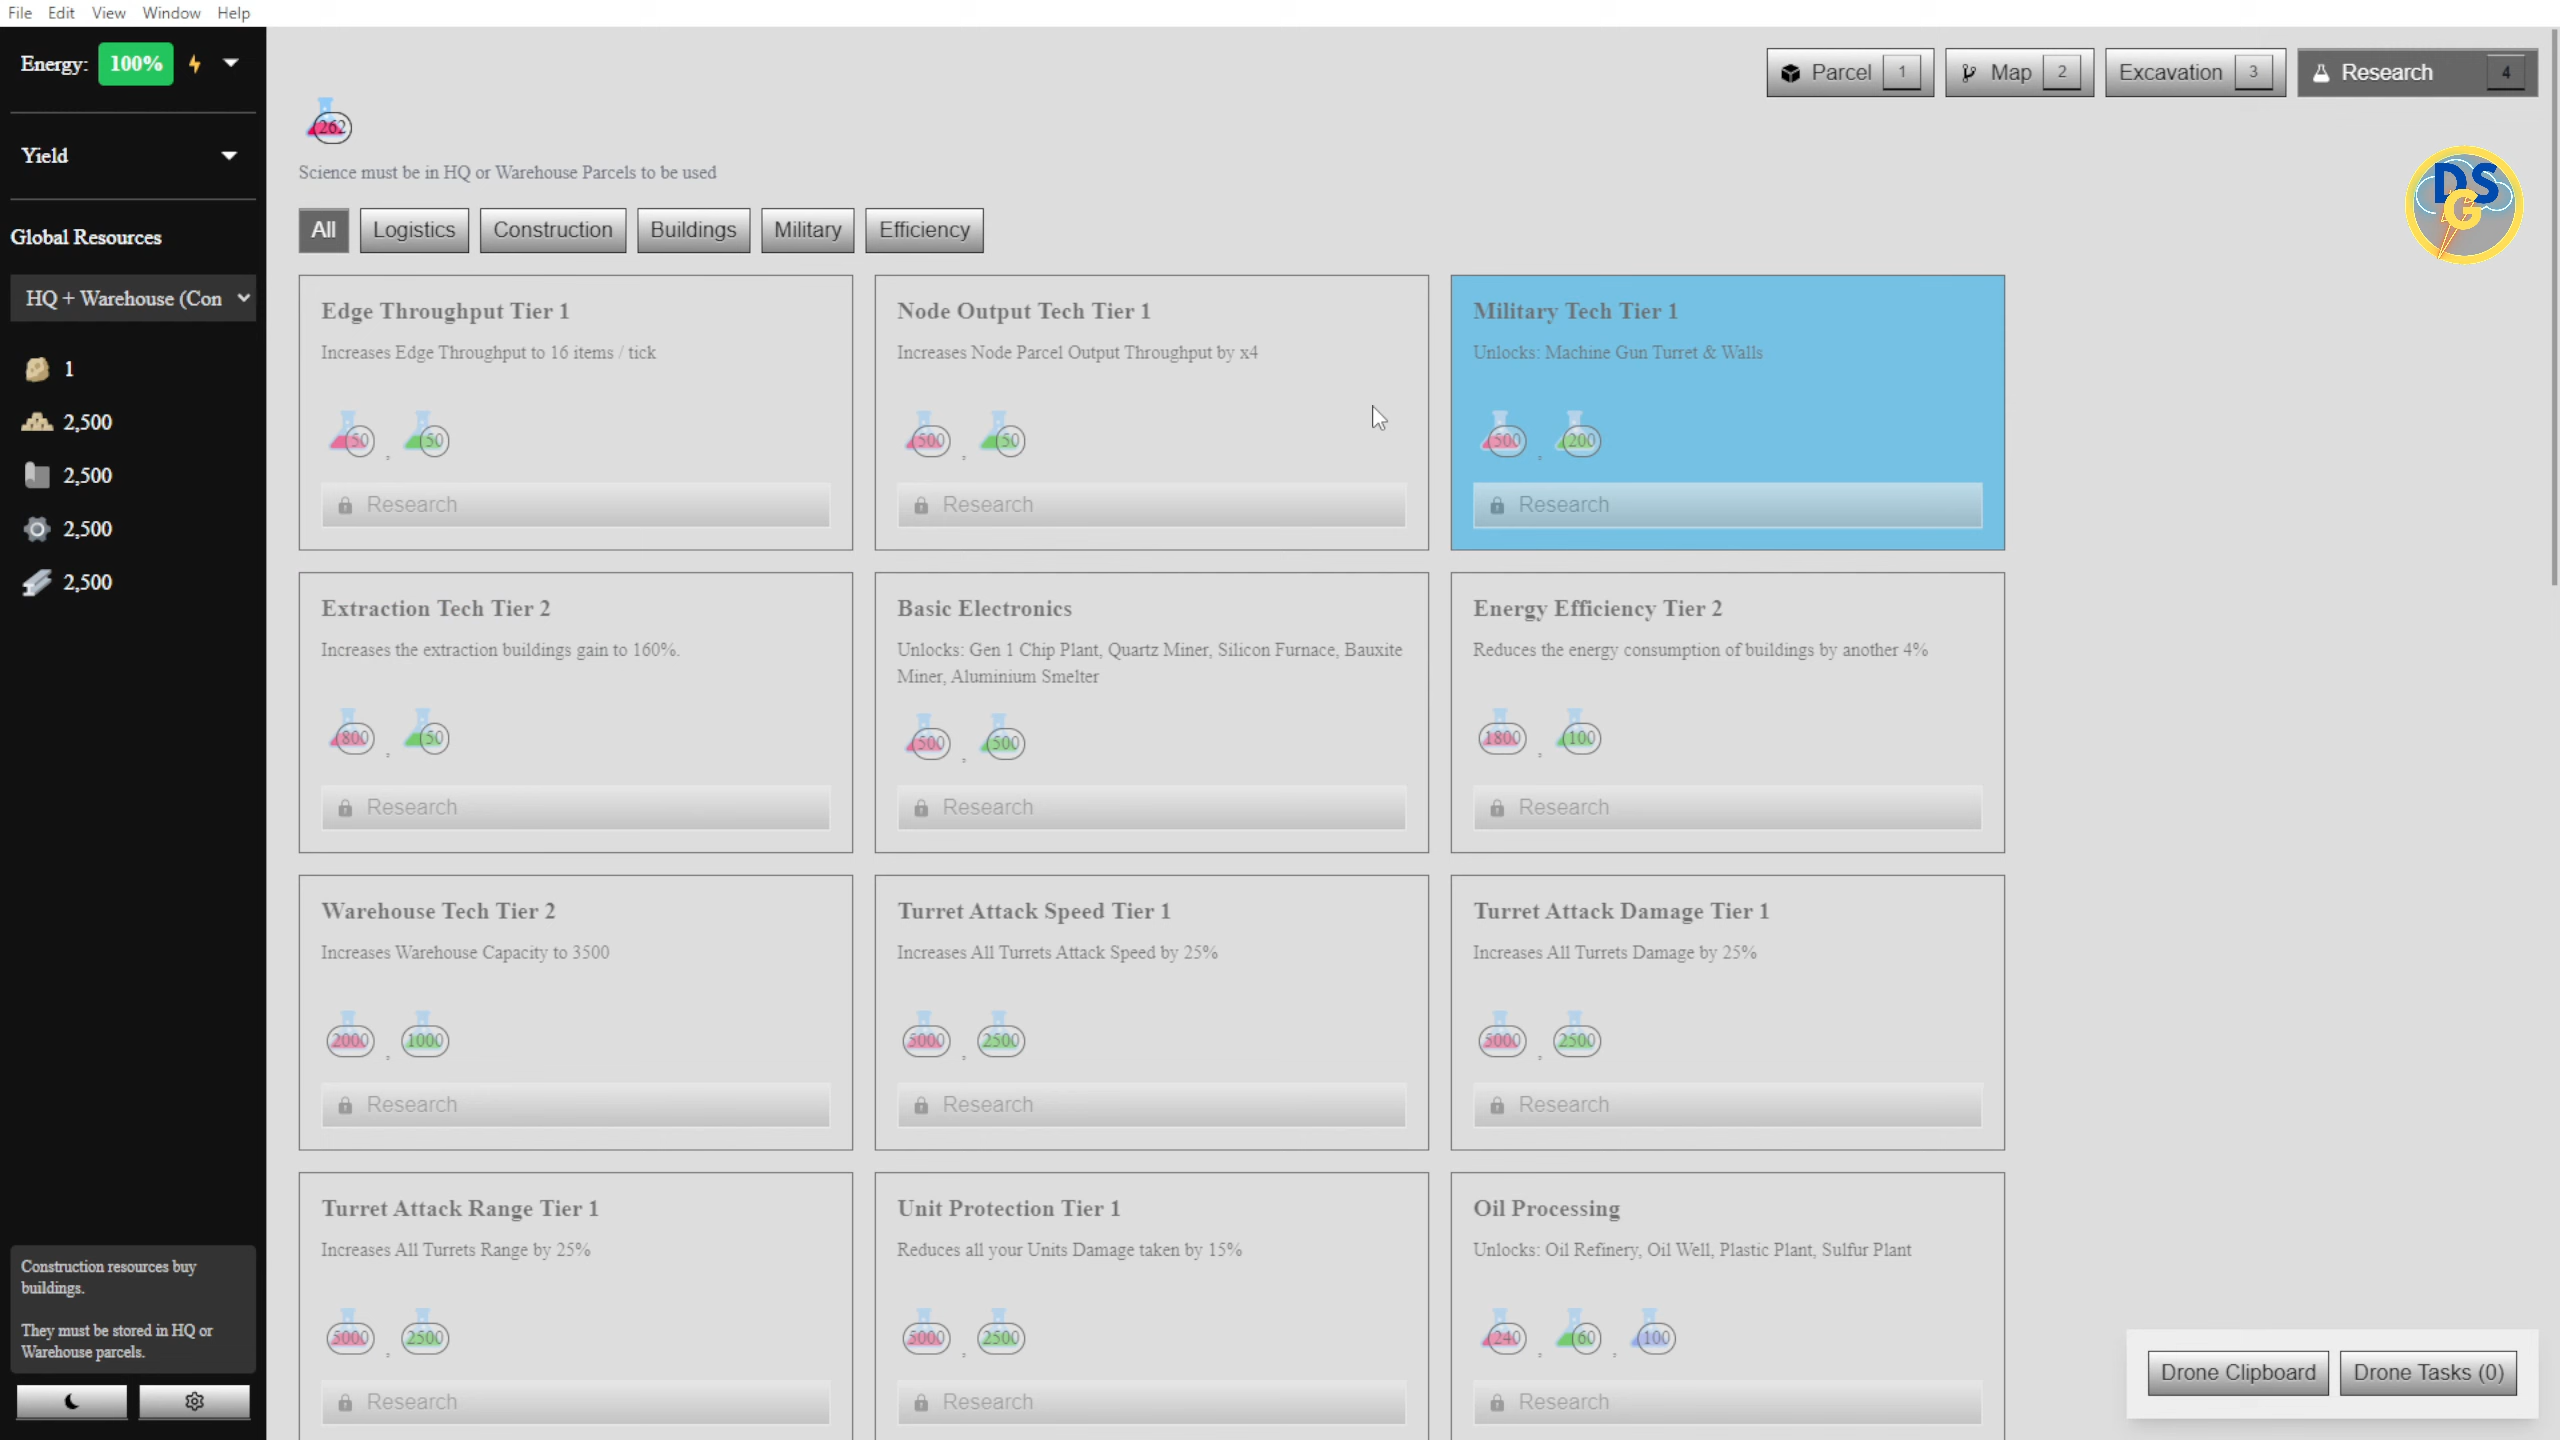 File Edit View Window Help
Energy: 100%
Yield
Global Resources
HQ + Warehouse (Con
1
2,500
2,500
2,500
2,500
Construction resources buy
buildings.
They must be stored in HQ or
Warehouse parcels.
Parcel 1 Map 2 Excavation 3 Research 4
DSG
262
Science must be in HQ or Warehouse Parcels to be used
All Logistics Construction Buildings Military Efficiency
Edge Throughput Tier 1
Increases Edge Throughput to 16 items / tick
50 , 50
Research
Node Output Tech Tier 1
Increases Node Parcel Output Throughput by x4
500 , 50
Research
Military Tech Tier 1
Unlocks: Machine Gun Turret & Walls
500 , 200
Research
Extraction Tech Tier 2
Increases the extraction buildings gain to 160%.
800 , 50
Research
Basic Electronics
Unlocks: Gen 1 Chip Plant, Quartz Miner, Silicon Furnace, Bauxite
Miner, Aluminium Smelter
500 , 500
Research
Energy Efficiency Tier 2
Reduces the energy consumption of buildings by another 4%
1800 , 100
Research
Warehouse Tech Tier 2
Increases Warehouse Capacity to 3500
2000 , 1000
Research
Turret Attack Speed Tier 1
Increases All Turrets Attack Speed by 25%
5000 , 2500
Research
Turret Attack Damage Tier 1
Increases All Turrets Damage by 25%
5000 , 2500
Research
Turret Attack Range Tier 1
Increases All Turrets Range by 25%
5000 , 2500
Research
Unit Protection Tier 1
Reduces all your Units Damage taken by 15%
5000 , 2500
Research
Oil Processing
Unlocks: Oil Refinery, Oil Well, Plastic Plant, Sulfur Plant
240 , 60 , 100
Research
Drone Clipboard Drone Tasks (0)